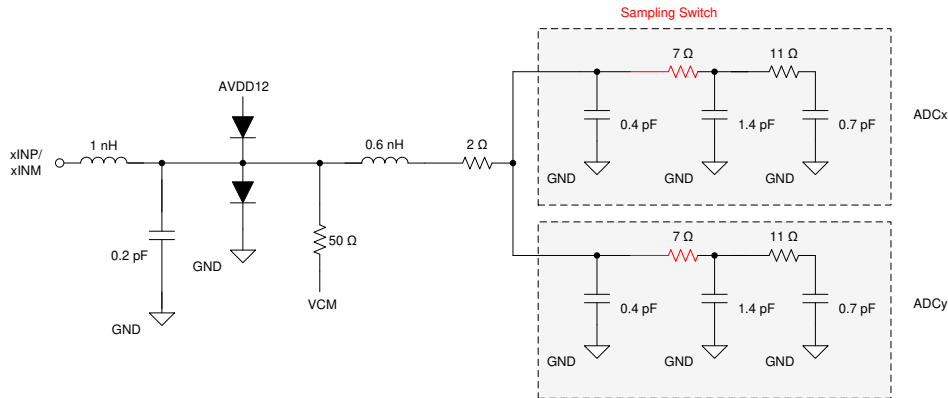 Sampling Switch
7 Ω
11 Ω
AVDD12
ADCx
0.4 pF
1.4 pF
0.7 pF
xINP/
xINM
1 nH
0.6 nH
2 Ω
GND
GND
GND
7 Ω
11 Ω
0.2 pF
50 Ω
GND
VCM
0.4 pF
1.4 pF
0.7 pF
ADCy
GND
GND
GND
GND